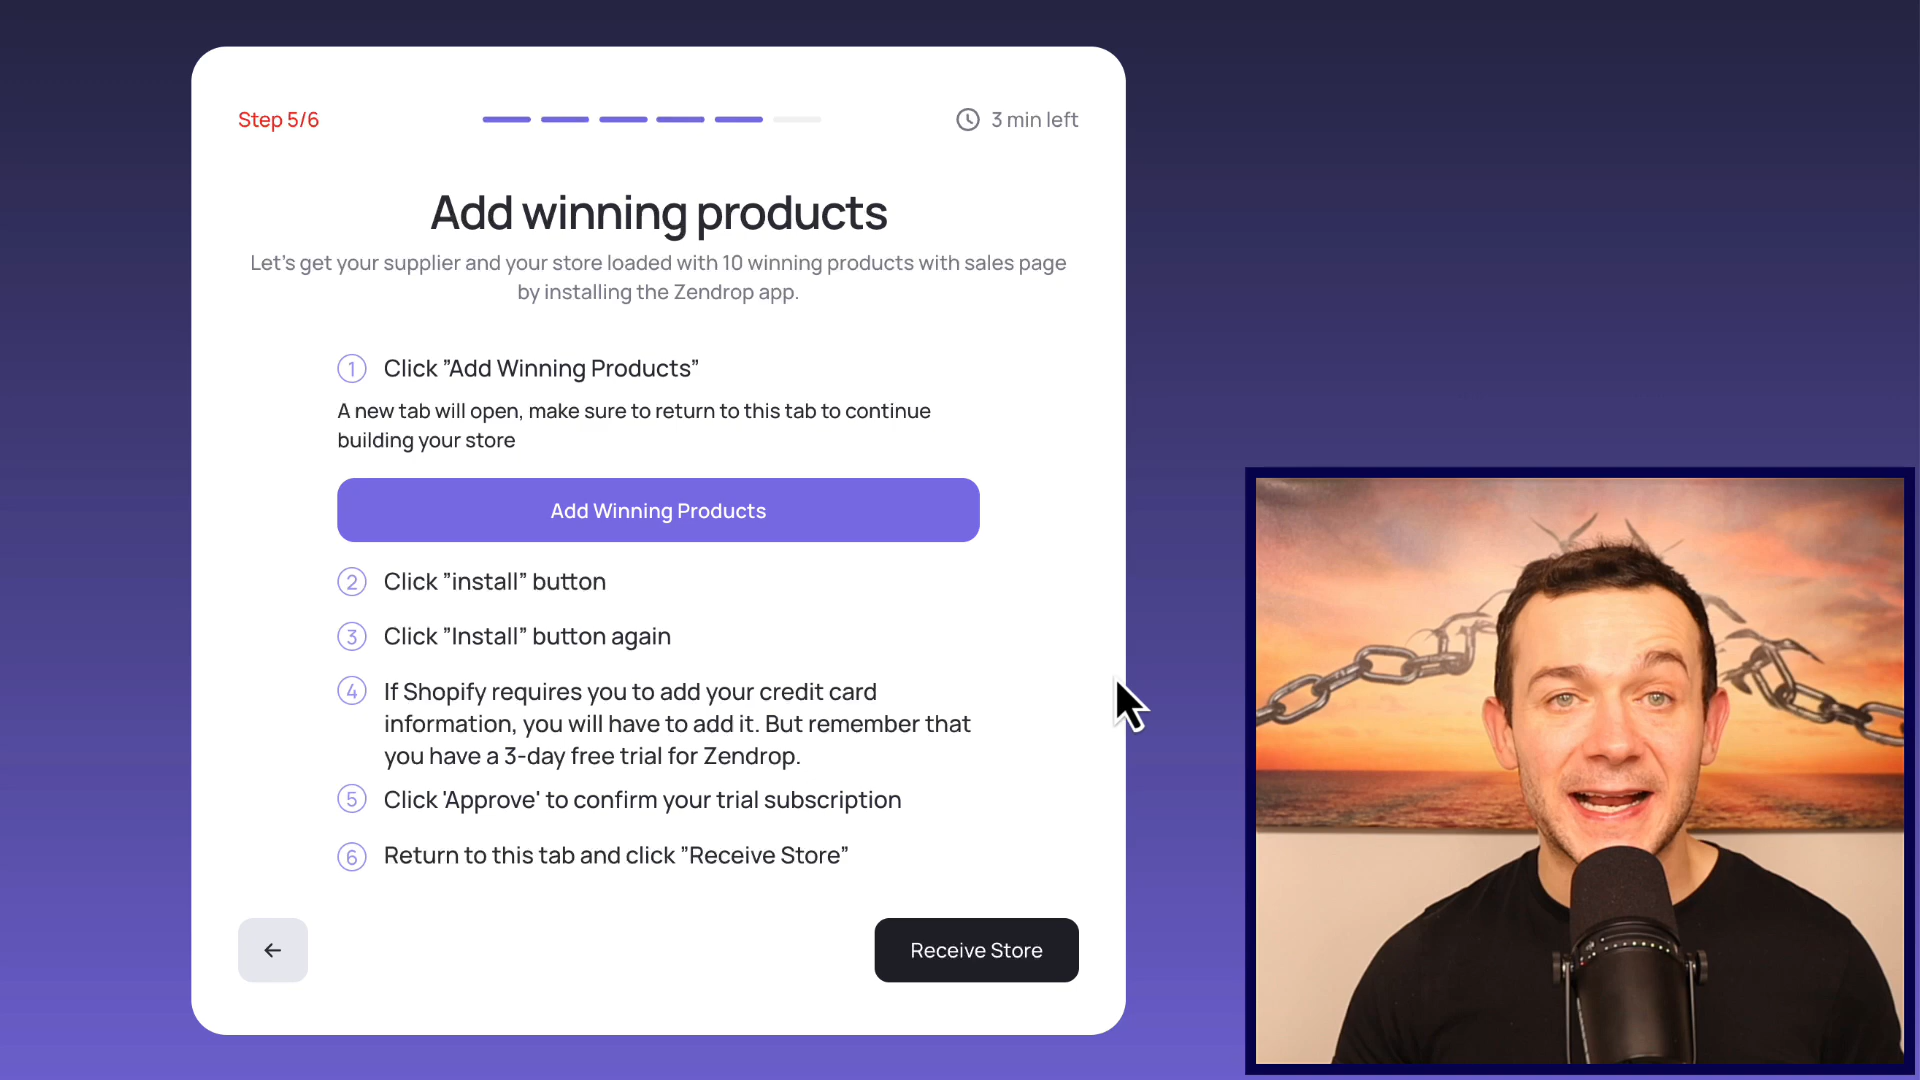 Step 5/6
3 min left
Add winning products
Let's get your supplier and your store loaded with 10 winning products with sales page
by installing the Zendrop app.
1 Click ”Add Winning Products”
A new tab will open, make sure to return to this tab to continue
building your store
Add Winning Products
2 Click ”install” button
3 Click ”Install” button again
4 If Shopify requires you to add your credit card
information, you will have to add it. But remember that
you have a 3-day free trial for Zendrop.
5 Click 'Approve' to confirm your trial subscription
6 Return to this tab and click ”Receive Store”
Receive Store